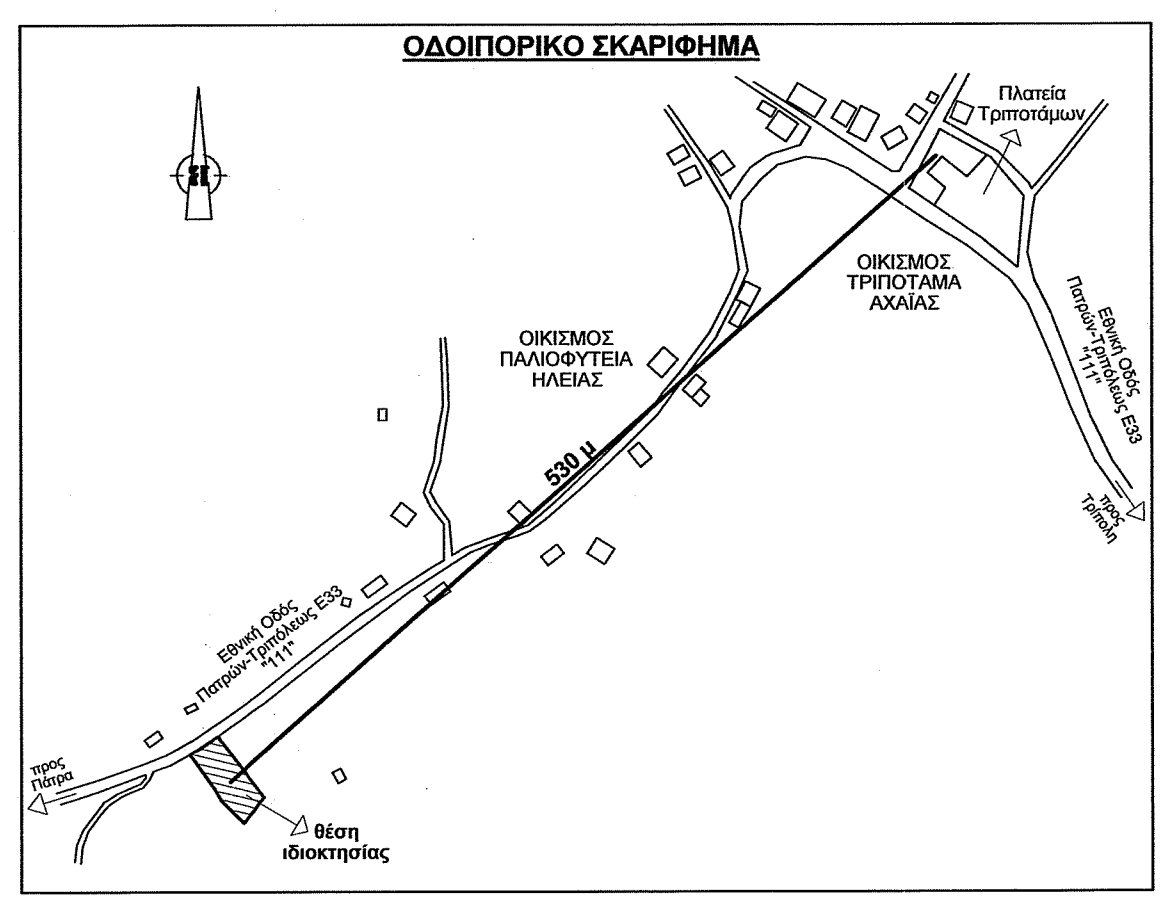 ΟΔΟΙΠΟΡΙΚΟ ΣΚΑΡΙΦΗΜΑ
Πλατεία
Τριποτάμων
ΟΙΚΙΣΜΟΣ
ΤΡΙΠΟΤΑΜΑ
ΑΧΑΪΑΣ
Εθνική Οδός
Πατρών-Τριπόλεως Ε33
"111"
ΟΙΚΙΣΜΟΣ
ΠΑΛΙΟΦΥΤΕΙΑ
ΗΛΕΙΑΣ
530 μ
προς
Τρίπολη
Εθνική Οδός
Πατρών-Τριπόλεως Ε33
"111"
προς
Πάτρα
θέση
ιδιοκτησίας